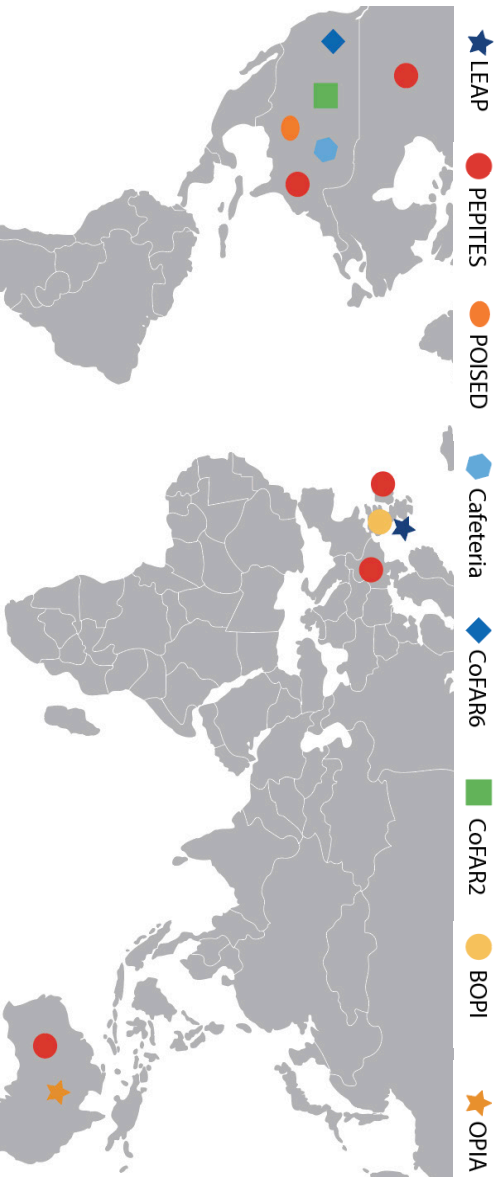 LEAP
PEPITES
POISED
Cafeteria
CoFAR6
CoFAR2
BOPI
OPIA